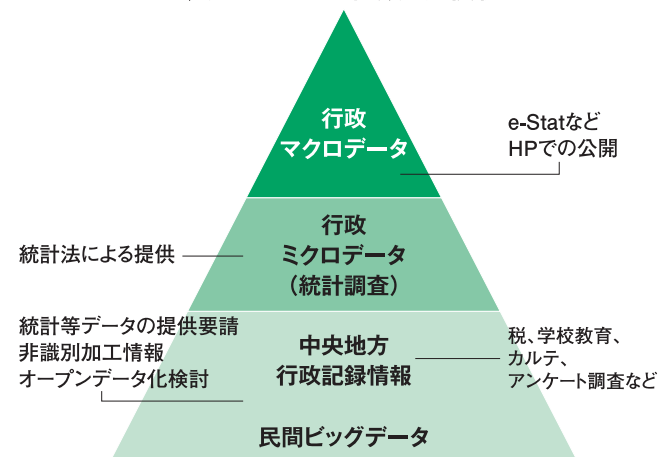 行政
マクロデータ
e-Statなど
HPでの公開
行政
ミクロデータ
（統計調査）
統計法による提供
統計等データの提供要請
非識別加工情報
オープンデータ化検討
中央地方
行政記録情報
税、学校教育、
カルテ、
アンケート調査など
民間ビッグデータ